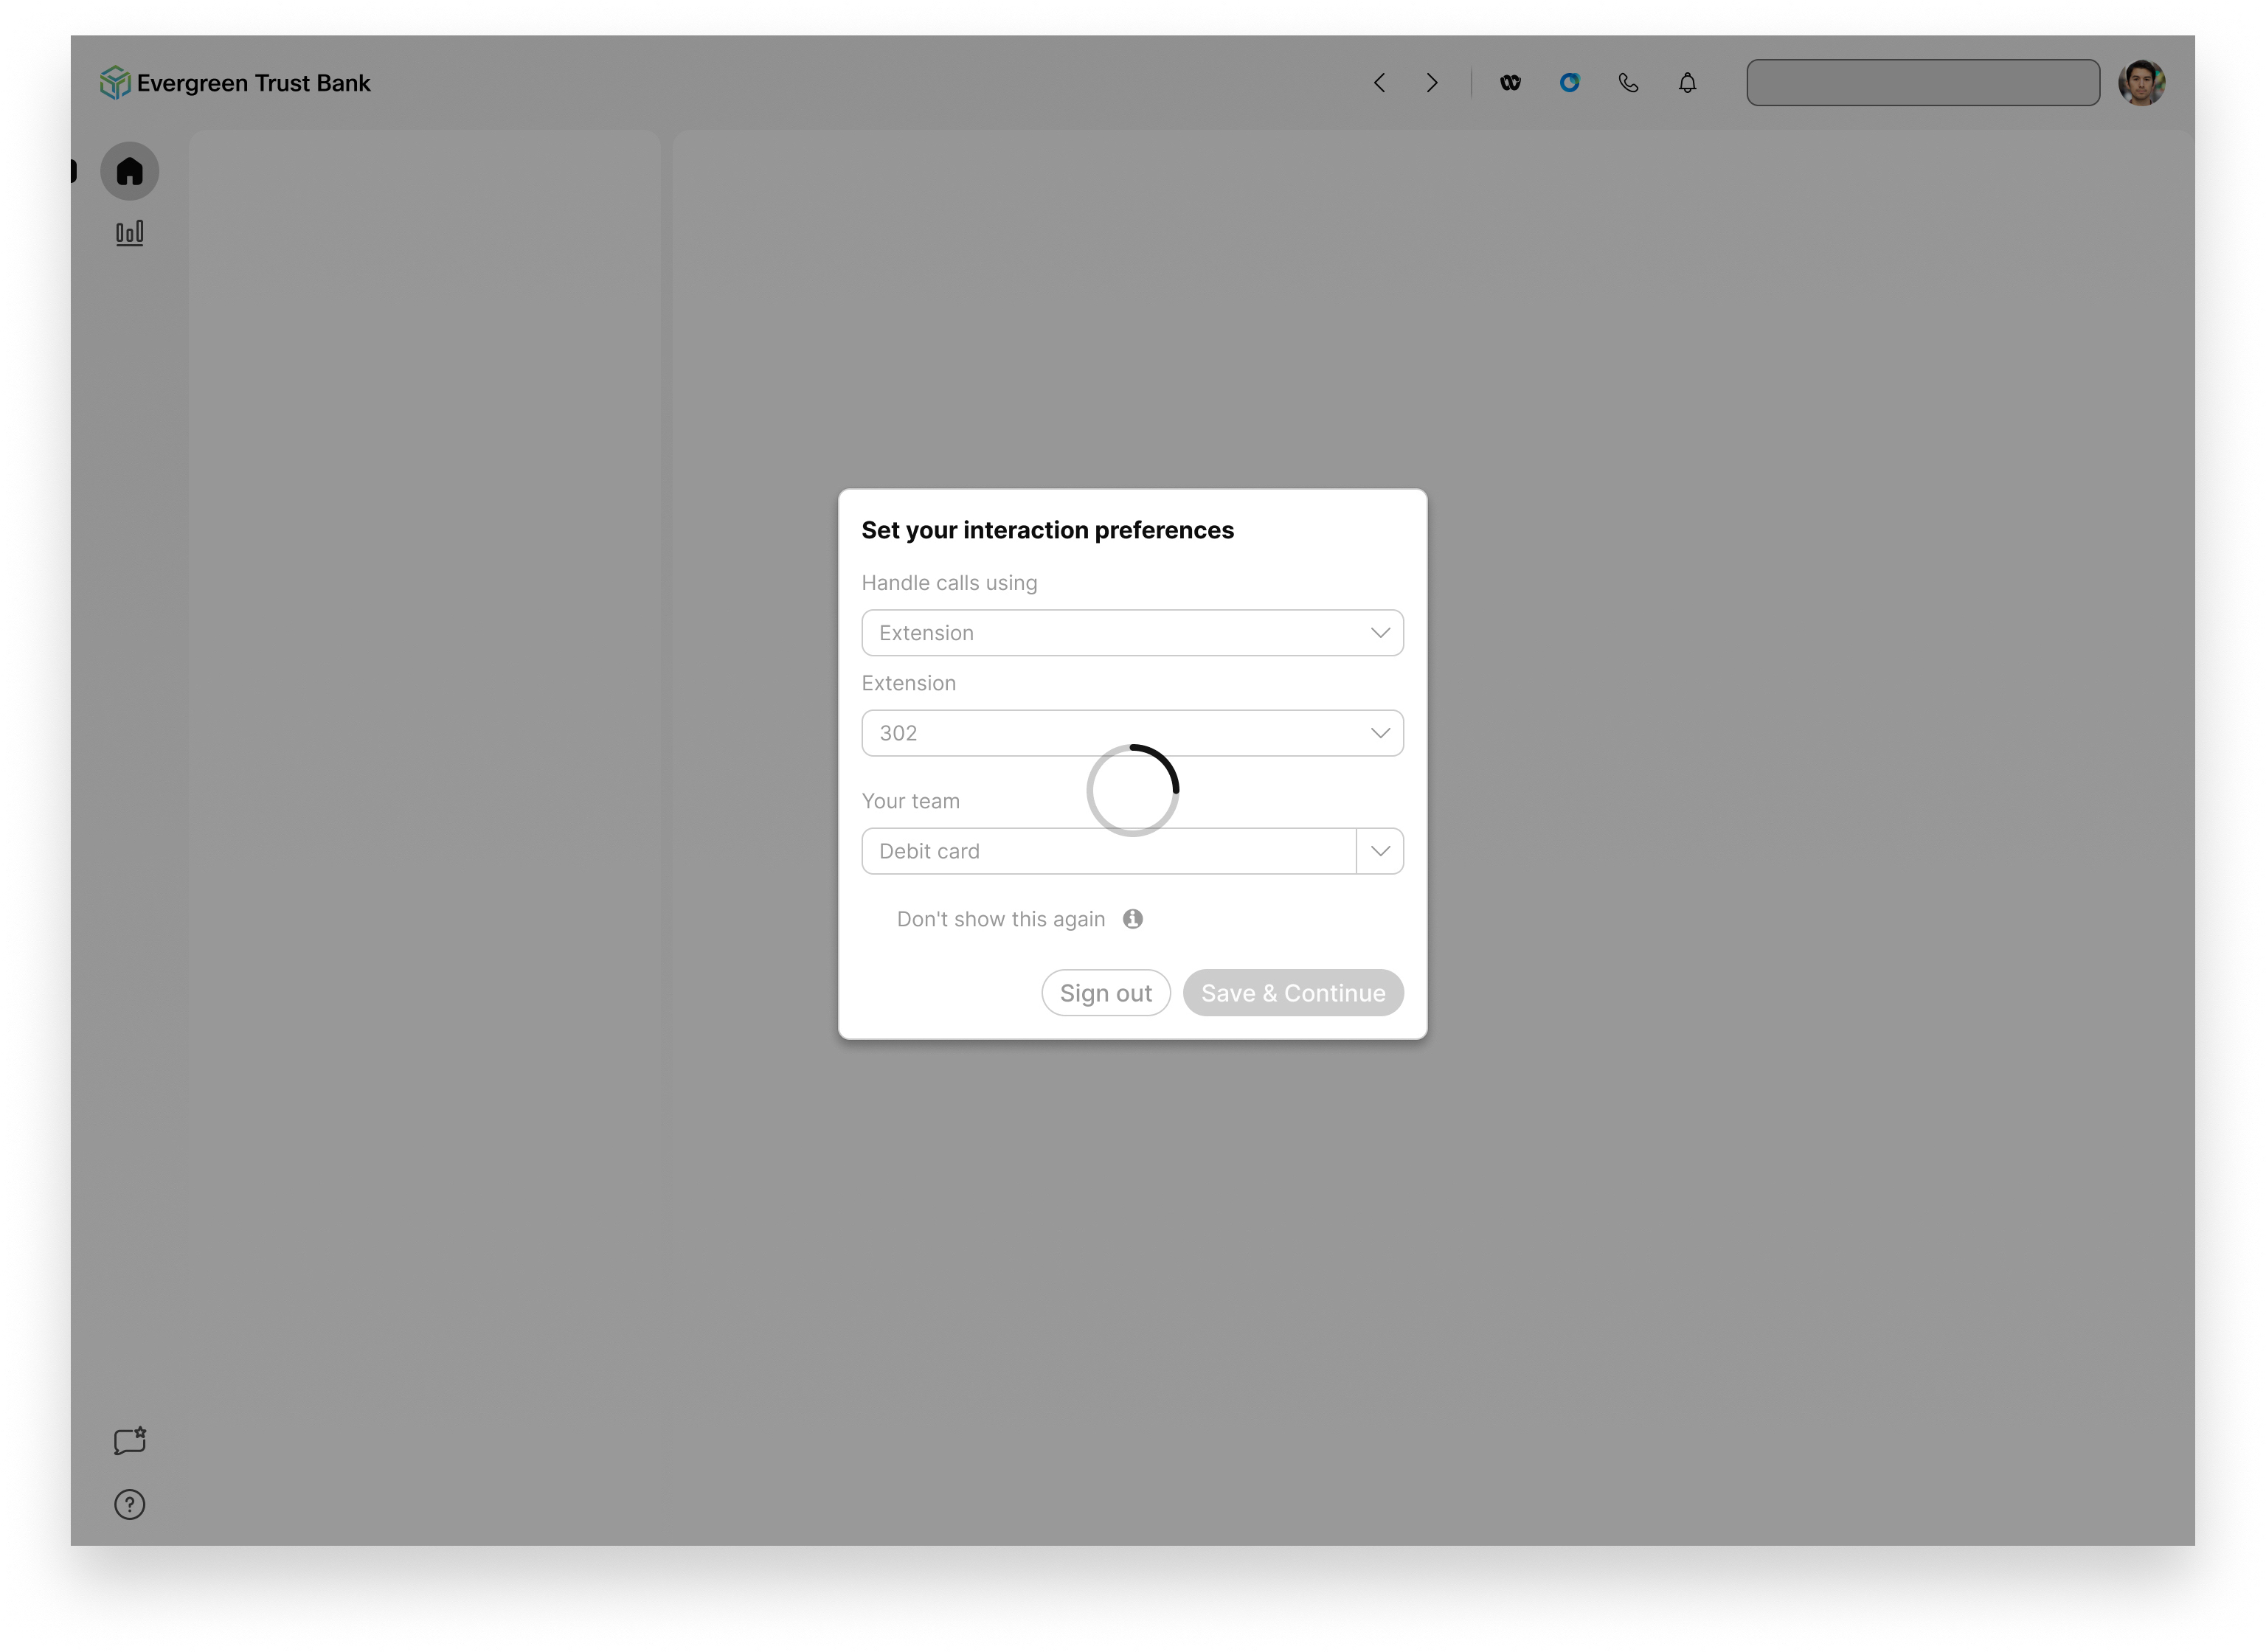 Evergreen Trust Bank
Set your interaction preferences
Handle calls using
Extension
Extension
302
Your team
Debit card
Don't show this again
Sign out
Save & Continue